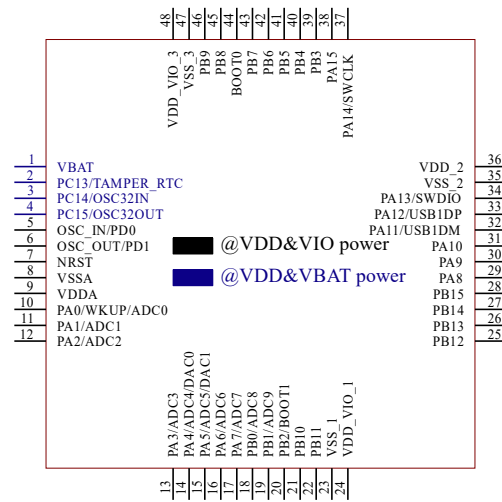 48
47
46
45
44
43
42
41
40
39
38
37
VDD_VIO_3
VSS_3
PB9
PB8
BOOT0
PB7
PB6
PB5
PB4
PB3
PA15
PA14/SWCLK
1 VBAT
2 PC13/TAMPER_RTC
3 PC14/OSC32IN
4 PC15/OSC32OUT
5 OSC_IN/PD0
6 OSC_OUT/PD1
7 NRST
8 VSSA
9 VDDA
10 PA0/WKUP/ADC0
11 PA1/ADC1
12 PA2/ADC2
@VDD&VIO power
@VDD&VBAT power
VDD_2 36
VSS_2 35
PA13/SWDIO 34
PA12/USB1DP 33
PA11/USB1DM 32
PA10 31
PA9 30
PA8 29
PB15 28
PB14 27
PB13 26
PB12 25
PA3/ADC3
PA4/ADC4/DAC0
PA5/ADC5/DAC1
PA6/ADC6
PA7/ADC7
PB0/ADC8
PB1/ADC9
PB2/BOOT1
PB10
PB11
VSS_1
VDD_VIO_1
13
14
15
16
17
18
19
20
21
22
23
24